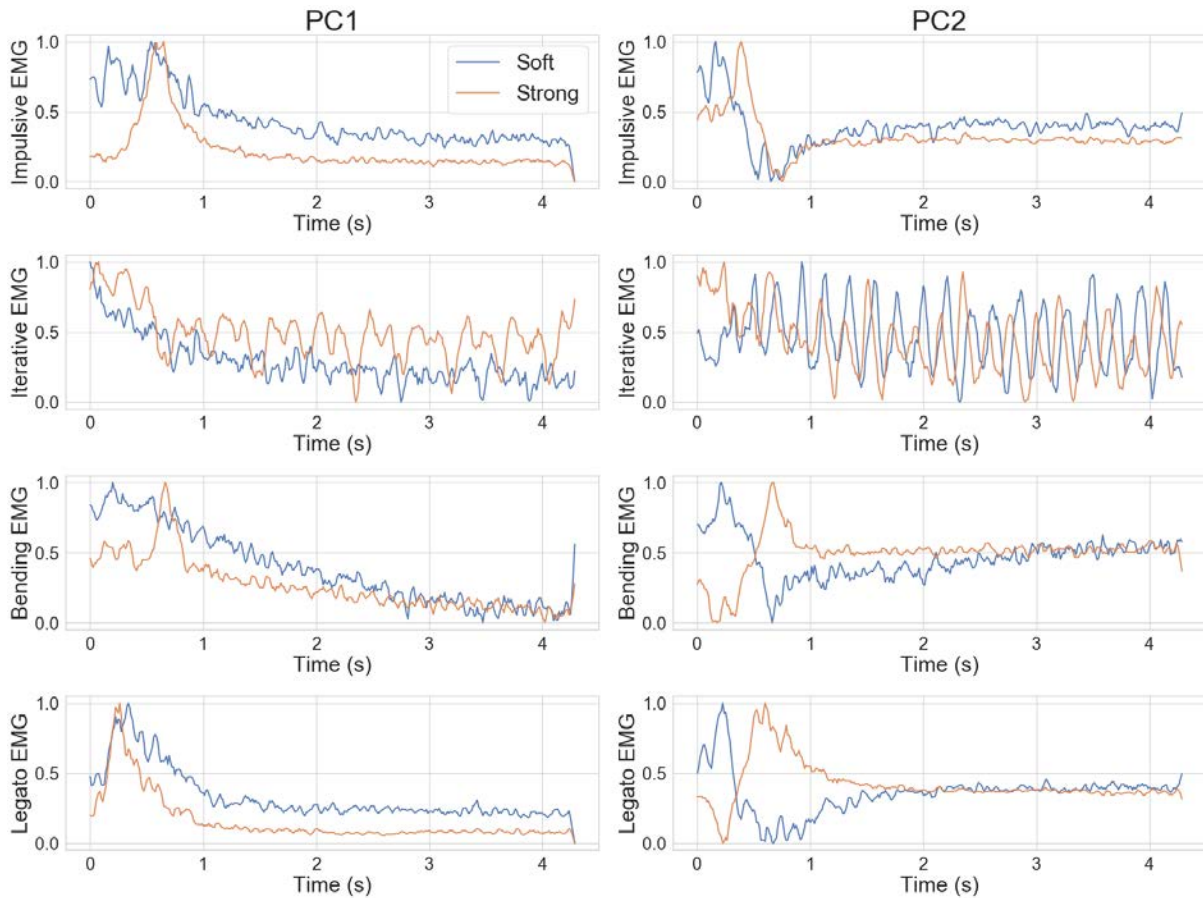 PC1
PC2
Impulsive EMG
1.0
0.5
0.0
Soft
Strong
0 1 2 3 4
Time (s)
Impulsive EMG
1.0
0.5
0.0
0 1 2 3 4
Time (s)
Iterative EMG
1.0
0.5
0.0
0 1 2 3 4
Time (s)
Iterative EMG
1.0
0.5
0.0
0 1 2 3 4
Time (s)
Bending EMG
1.0
0.5
0.0
0 1 2 3 4
Time (s)
Bending EMG
1.0
0.5
0.0
0 1 2 3 4
Time (s)
Legato EMG
1.0
0.5
0.0
0 1 2 3 4
Time (s)
Legato EMG
1.0
0.5
0.0
0 1 2 3 4
Time (s)